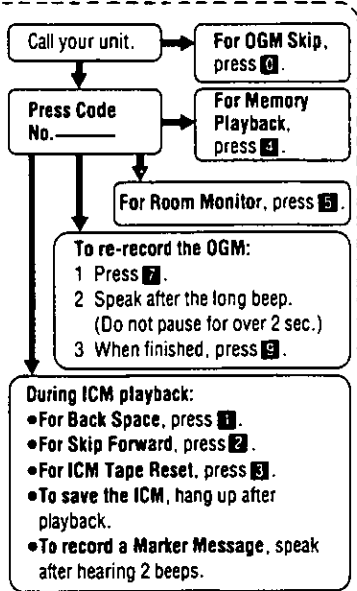 Call your unit.
For OGM Skip,
press 0.
Press Code
No.
For Memory
Playback,
press 4.
For Room Monitor, press 5.
To re-record the OGM:
1 Press 7.
2 Speak after the long beep.
(Do not pause for over 2 sec.)
3 When finished, press 9.
During ICM playback:
●For Back Space, press 1.
●For Skip Forward, press 2.
●For ICM Tape Reset, press 3.
●To save the ICM, hang up after
playback.
●To record a Marker Message, speak
after hearing 2 beeps.